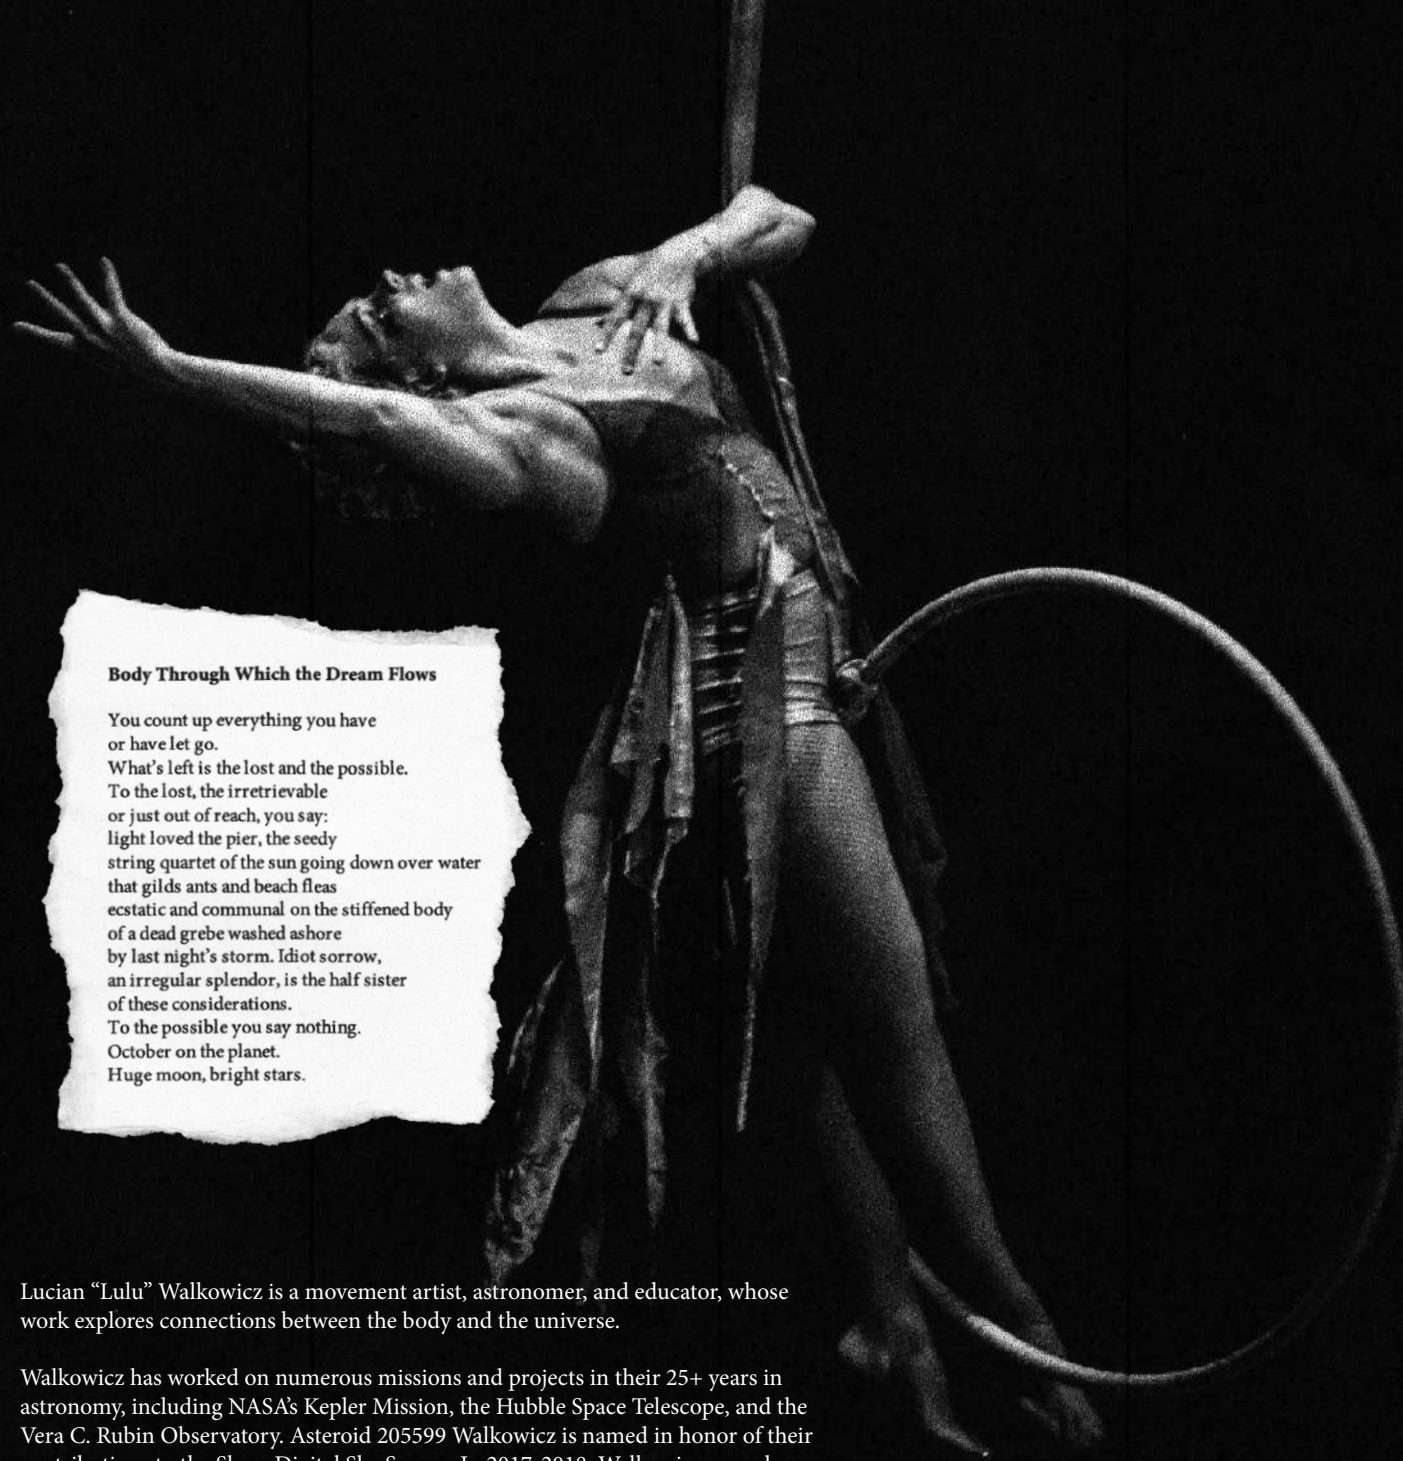 Body Through Which the Dream Flows
You count up everything you have
or have let go.
What's left is the lost and the possible.
To the lost, the irretrievable
or just out of reach, you say:
light loved the pier, the seedy
string quartet of the sun going down over water
that gilds ants and beach fleas
ecstatic and communal on the stiffened body
of a dead grebe washed ashore
by last night's storm. Idiot sorrow,
an irregular splendor, is the half sister
of these considerations.
To the possible you say nothing.
October on the planet.
Huge moon, bright stars.
Lucian “Lulu” Walkowicz is a movement artist, astronomer, and educator, whose
work explores connections between the body and the universe.
Walkowicz has worked on numerous missions and projects in their 25+ years in
astronomy, including NASA's Kepler Mission, the Hubble Space Telescope, and the
Vera C. Rubin Observatory. Asteroid 205599 Walkowicz is named in honor of their